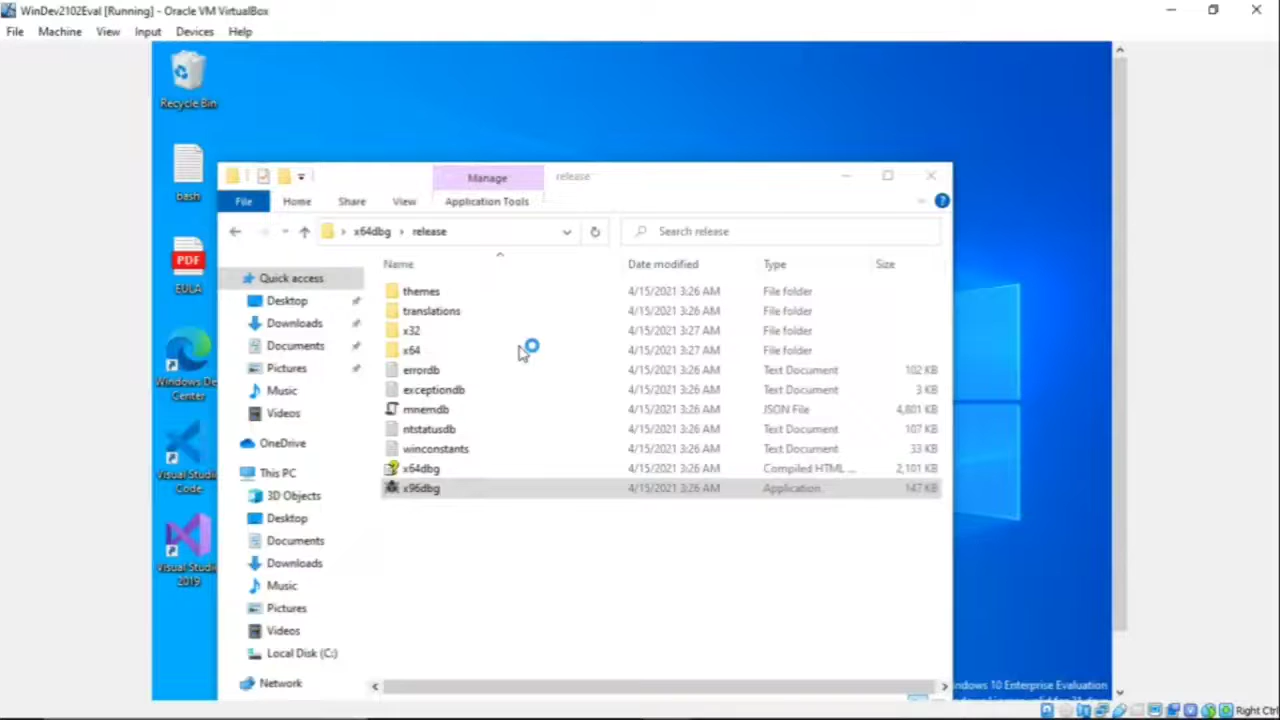 WinDev2102Eval [Running] - Oracle VM VirtualBox
File Machine View Input Devices Help
Recycle Bin
bash
PDF
EULA
Windows De
Center
Visual Studio
Code
Visual Studi
2019
Manage release
File Home Share View Application Tools
x64dbg › release
Search release
Name Date modified Type Size
themes 4/15/2021 3:26 AM File folder
translations 4/15/2021 3:26 AM File folder
x32 4/15/2021 3:27 AM File folder
x64 4/15/2021 3:27 AM File folder
errordb 4/15/2021 3:26 AM Text Document 102 KB
exceptiondb 4/15/2021 3:26 AM Text Document 3 KB
mnemdb 4/15/2021 3:26 AM JSON File 4,801 KB
ntstatusdb 4/15/2021 3:26 AM Text Document 107 KB
winconstants 4/15/2021 3:26 AM Text Document 33 KB
x64dbg 4/15/2021 3:26 AM Compiled HTML ... 2,101 KB
x96dbg 4/15/2021 3:26 AM Application 147 KB
Quick access
Desktop
Downloads
Documents
Pictures
Music
Videos
OneDrive
This PC
3D Objects
Desktop
Documents
Downloads
Music
Pictures
Videos
Local Disk (C:)
Network
ndows 10 Enterprise Evaluation
Right Ctrl